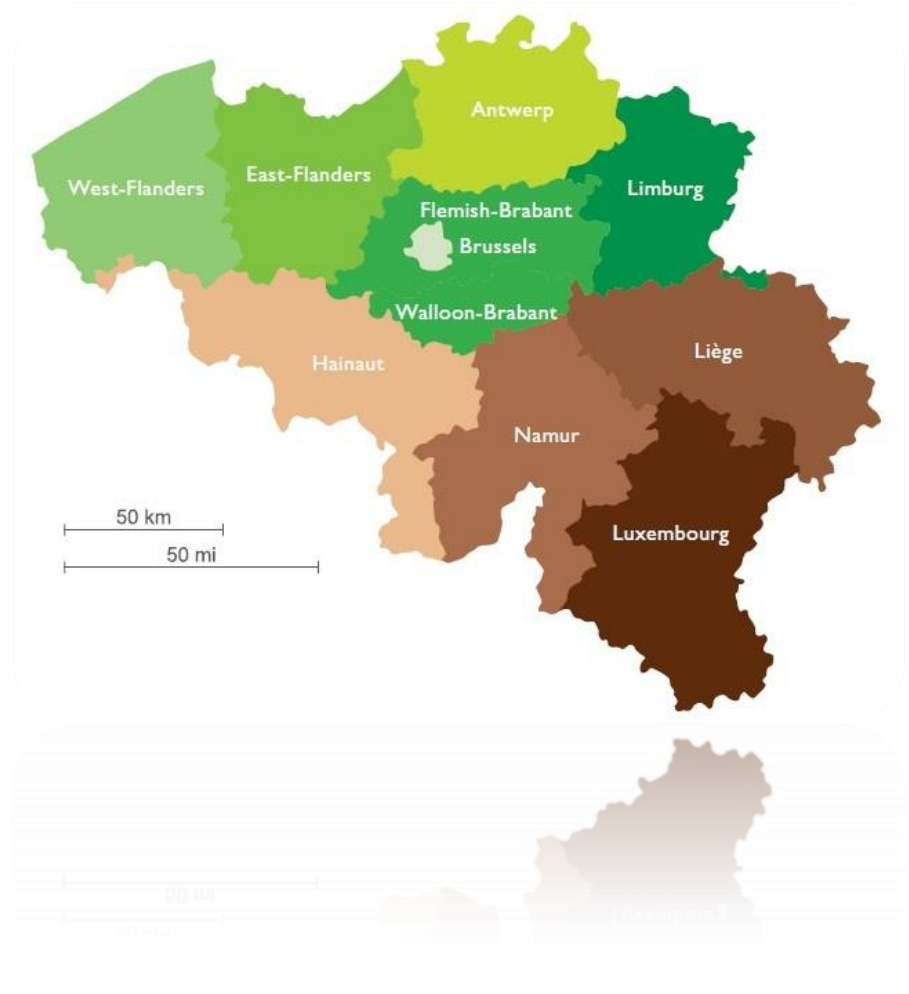 Antwerp
East-Flanders
West-Flanders
Limburg
Flemish-Brabant
Brussels
Walloon-Brabant
Liège
Hainaut
Namur
50 km
Luxembourg
50 mi